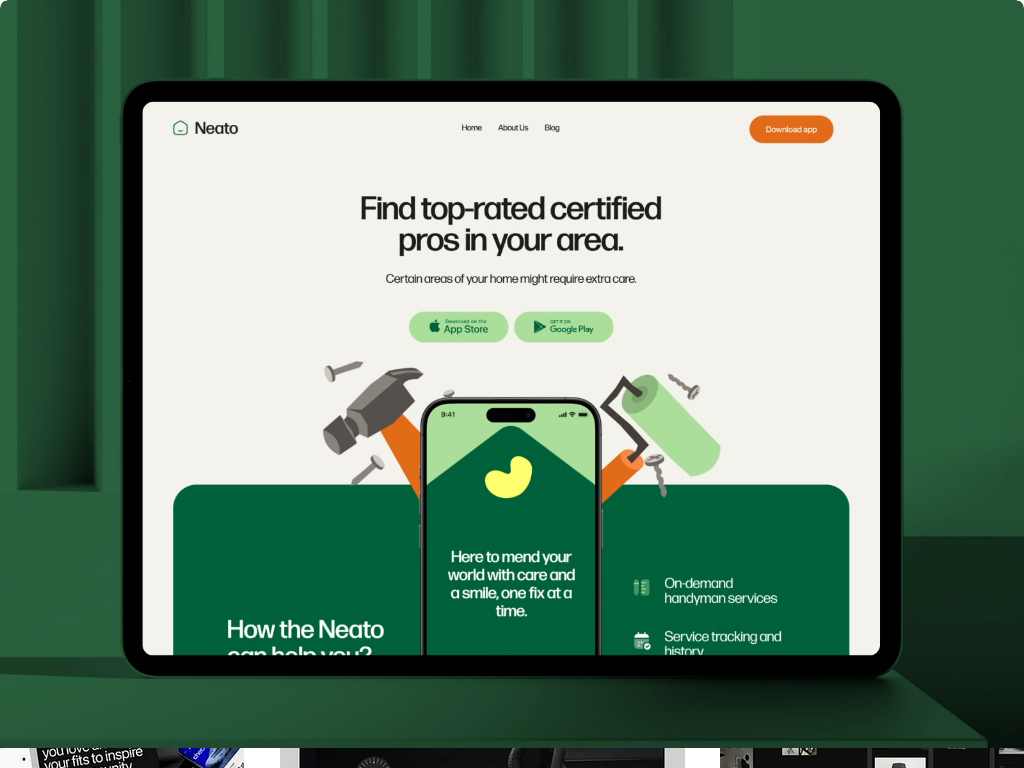 Neato
Home
About Us
Blog
Download app
Find top-rated certified
pros in your area.
Certain areas of your home might require extra care.
Download on the
App Store
GET IT ON
Google Play
9:41
Here to mend your
world with care and
a smile, one fix at a
time.
How the Neato
can help you?
On-demand
handyman services
Service tracking and
history
your fits to inspire